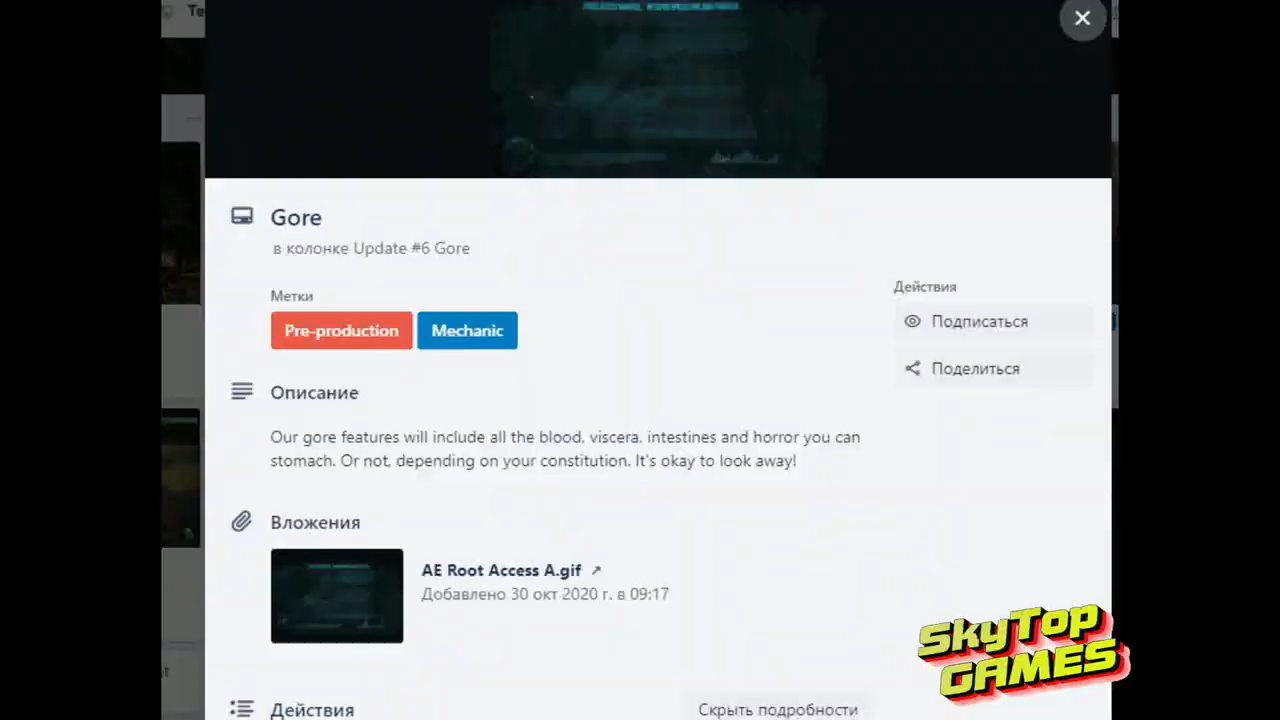 Te
Gore
в колонке Update #6 Gore
Метки
Pre-production
Mechanic
Действия
Подписаться
Поделиться
Описание
Our gore features will include all the blood, viscera, intestines and horror you can
stomach. Or not, depending on your constitution. It's okay to look away!
Вложения
AE Root Access A.gif ↗
Добавлено 30 окт 2020 г. в 09:17
SkyTop
GAMES
Действия
Скрыть подробности